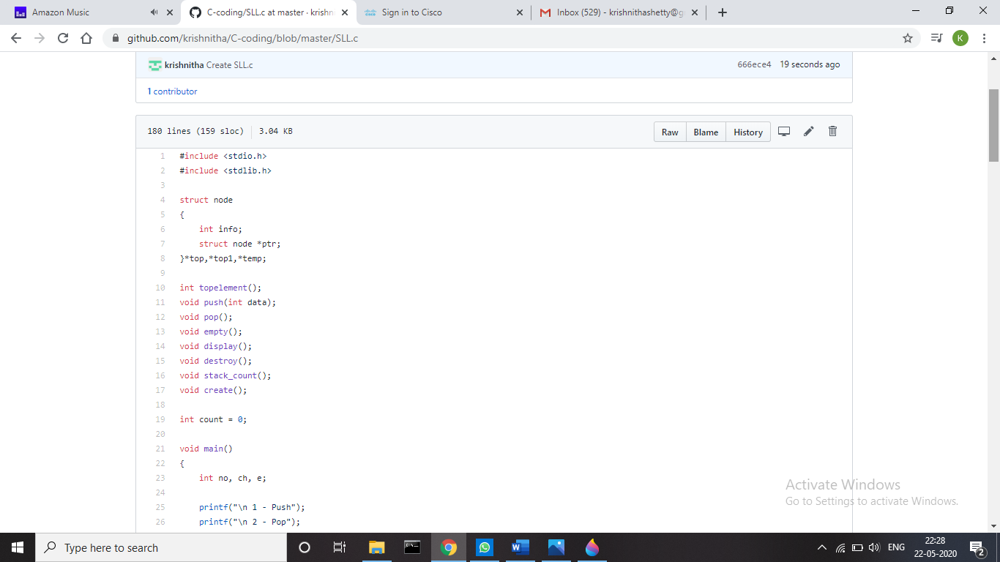 Amazon Music
C-coding/SLL.c at master · krishn
Sign in to Cisco
Inbox (529) - krishnithashetty@g
github.com/krishnitha/C-coding/blob/master/SLL.c
K
krishnitha Create SLL.c
666ece4 19 seconds ago
1 contributor
180 lines (159 sloc) 3.04 KB
Raw Blame History
1 #include <stdio.h>
2 #include <stdlib.h>
3
4 struct node
5 {
6 int info;
7 struct node *ptr;
8 }*top,*top1,*temp;
9
10 int topelement();
11 void push(int data);
12 void pop();
13 void empty();
14 void display();
15 void destroy();
16 void stack_count();
17 void create();
18
19 int count = 0;
20
21 void main()
22 {
23 int no, ch, e;
24
25 printf("\n 1 - Push");
26 printf("\n 2 - Pop");
Activate Windows
Go to Settings to activate Windows.
Type here to search
ENG
22:28
22-05-2020
2